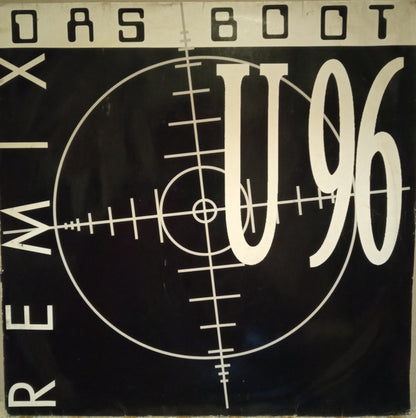 DAS BOOT
U 96
REMIX